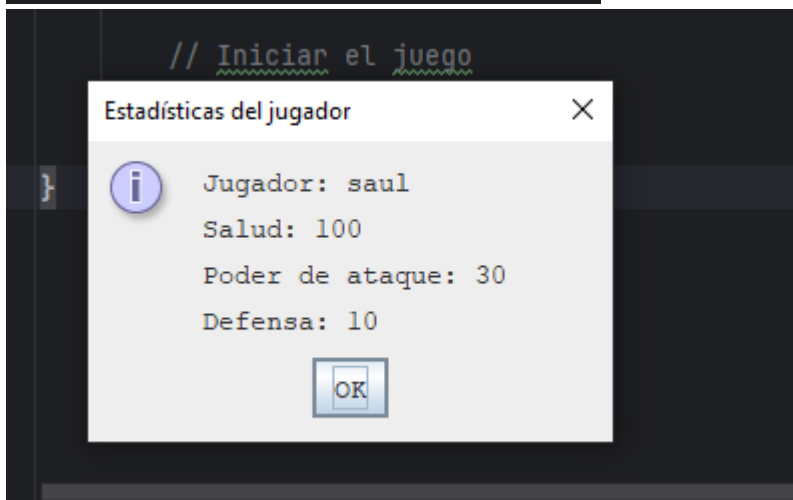 // Iniciar el juego
Estadísticas del jugador
}
i
Jugador: saul
Salud: 100
Poder de ataque: 30
Defensa: 10
OK